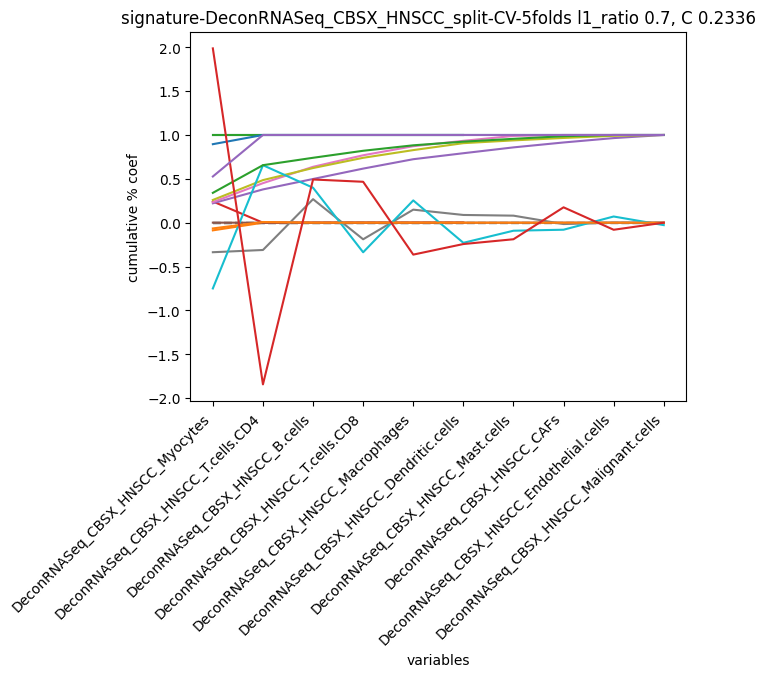 signature-DeconRNASeq_CBSX_HNSCC_split-CV-5folds l1_ratio 0.7, C 0.2336
2.0
1.5
1.0
0.5
0.0
−0.5
−1.0
−1.5
−2.0
cumulative % coef
DeconRNASeq_CBSX_HNSCC_Myocytes
DeconRNASeq_CBSX_HNSCC_T.cells.CD4
DeconRNASeq_CBSX_HNSCC_B.cells
DeconRNASeq_CBSX_HNSCC_T.cells.CD8
DeconRNASeq_CBSX_HNSCC_Macrophages
DeconRNASeq_CBSX_HNSCC_Dendritic.cells
DeconRNASeq_CBSX_HNSCC_Mast.cells
DeconRNASeq_CBSX_HNSCC_CAFs
DeconRNASeq_CBSX_HNSCC_Endothelial.cells
DeconRNASeq_CBSX_HNSCC_Malignant.cells
variables